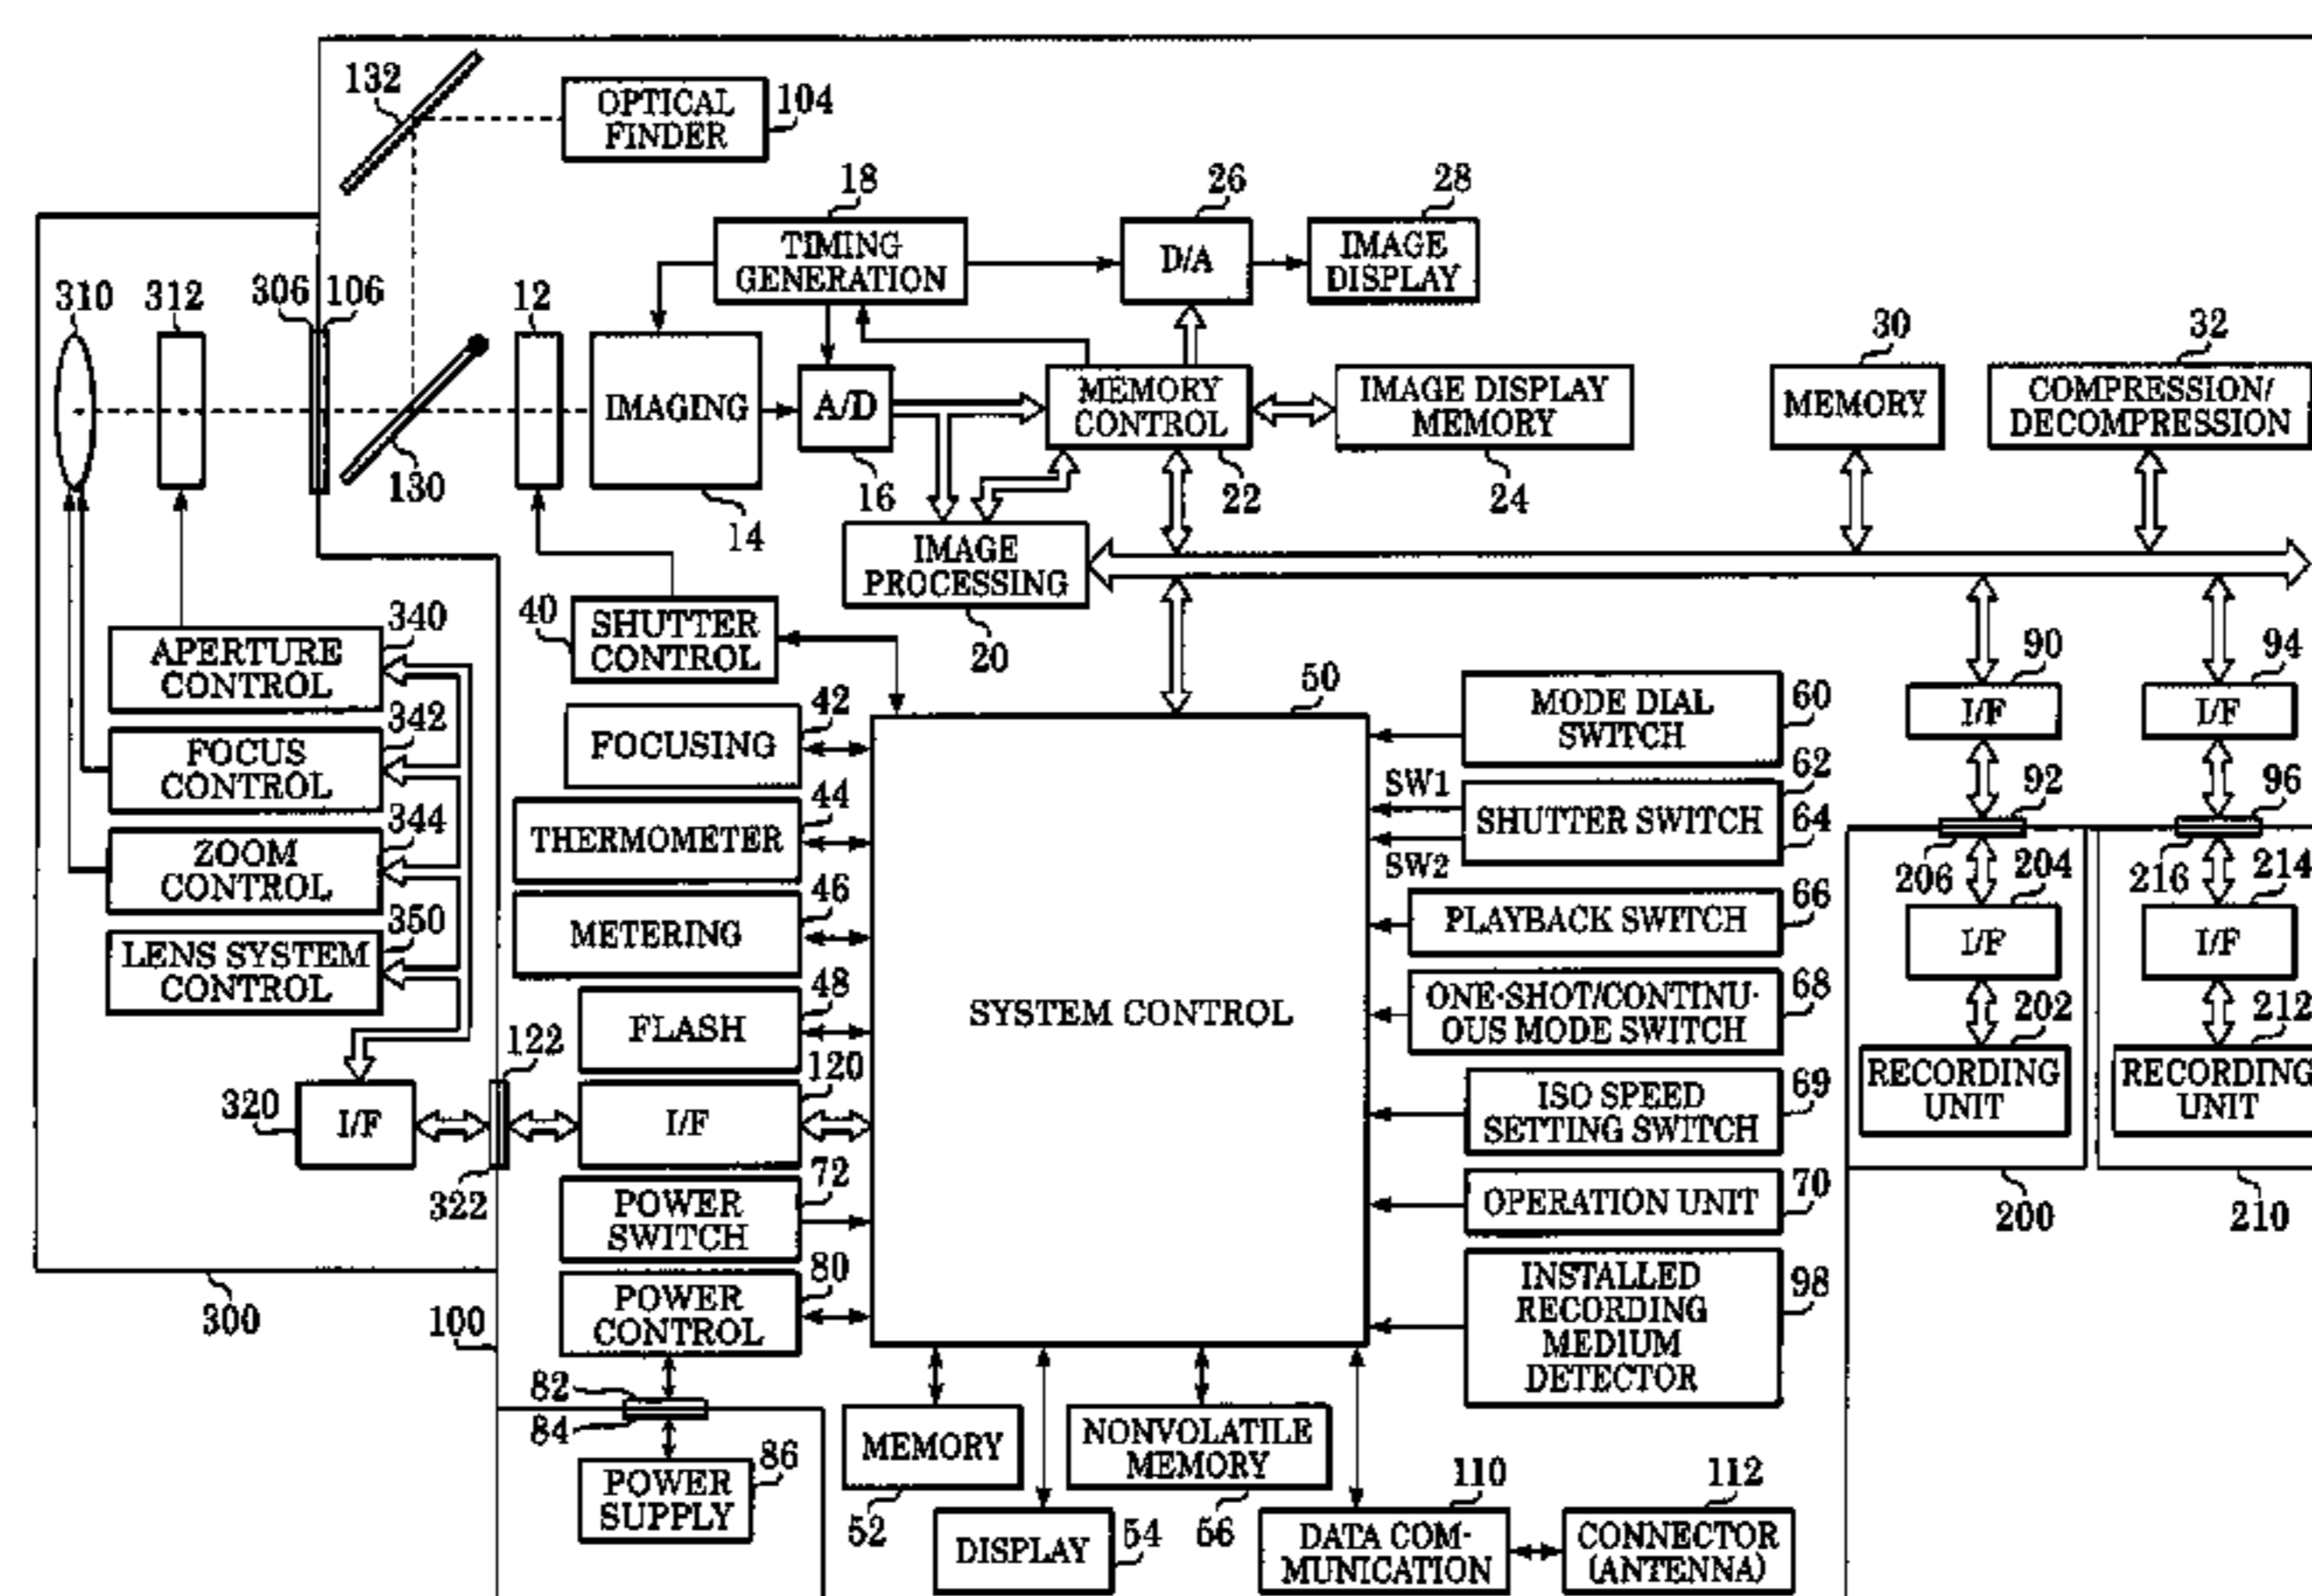 132
OPTICAL
FINDER
104
18
26
28
TIMING
GENERATION
D/A
IMAGE
DISPLAY
310
312
306
106
12
30
32
IMAGING
A/D
MEMORY
CONTROL
IMAGE DISPLAY
MEMORY
MEMORY
COMPRESSION/
DECOMPRESSION
130
14
16
22
24
IMAGE
PROCESSING
20
40
SHUTTER
CONTROL
340
APERTURE
CONTROL
342
FOCUS
CONTROL
344
ZOOM
CONTROL
350
LENS SYSTEM
CONTROL
42
FOCUSING
44
THERMOMETER
46
METERING
48
FLASH
122
120
320
I/F
I/F
322
72
POWER
SWITCH
80
POWER
CONTROL
300
100
82
84
86
POWER
SUPPLY
50
SYSTEM CONTROL
MODE DIAL
SWITCH
60
SW1
62
SHUTTER SWITCH
64
SW2
66
PLAYBACK SWITCH
ONE-SHOT/CONTINU-
OUS MODE SWITCH
68
ISO SPEED
SETTING SWITCH
69
OPERATION UNIT
70
INSTALLED
RECORDING
MEDIUM
DETECTOR
98
90
94
I/F
I/F
92
96
206
204
216
214
I/F
I/F
202
212
RECORDING
UNIT
RECORDING
UNIT
200
210
MEMORY
52
DISPLAY
54
NONVOLATILE
MEMORY
56
110
DATA COM-
MUNICATION
112
CONNECTOR
(ANTENNA)